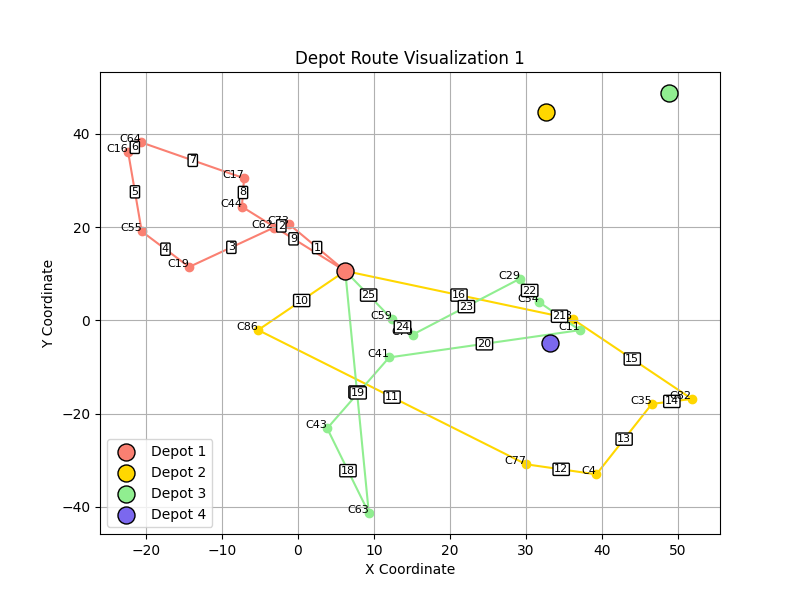 Depot Route Visualization 1
Y Coordinate
40
20
0
−20
−40
C64
C16
6
7
C17
5
8
C44
C73
C62
2
C55
9
1
4
3
C19
C29
25
22
16
23
10
C59
21
C86
24
C11
C41
20
15
19
11
C35
C82
14
C43
13
C77
12
C4
18
C63
Depot 1
Depot 2
Depot 3
Depot 4
−20
−10
0
10
20
30
40
50
X Coordinate